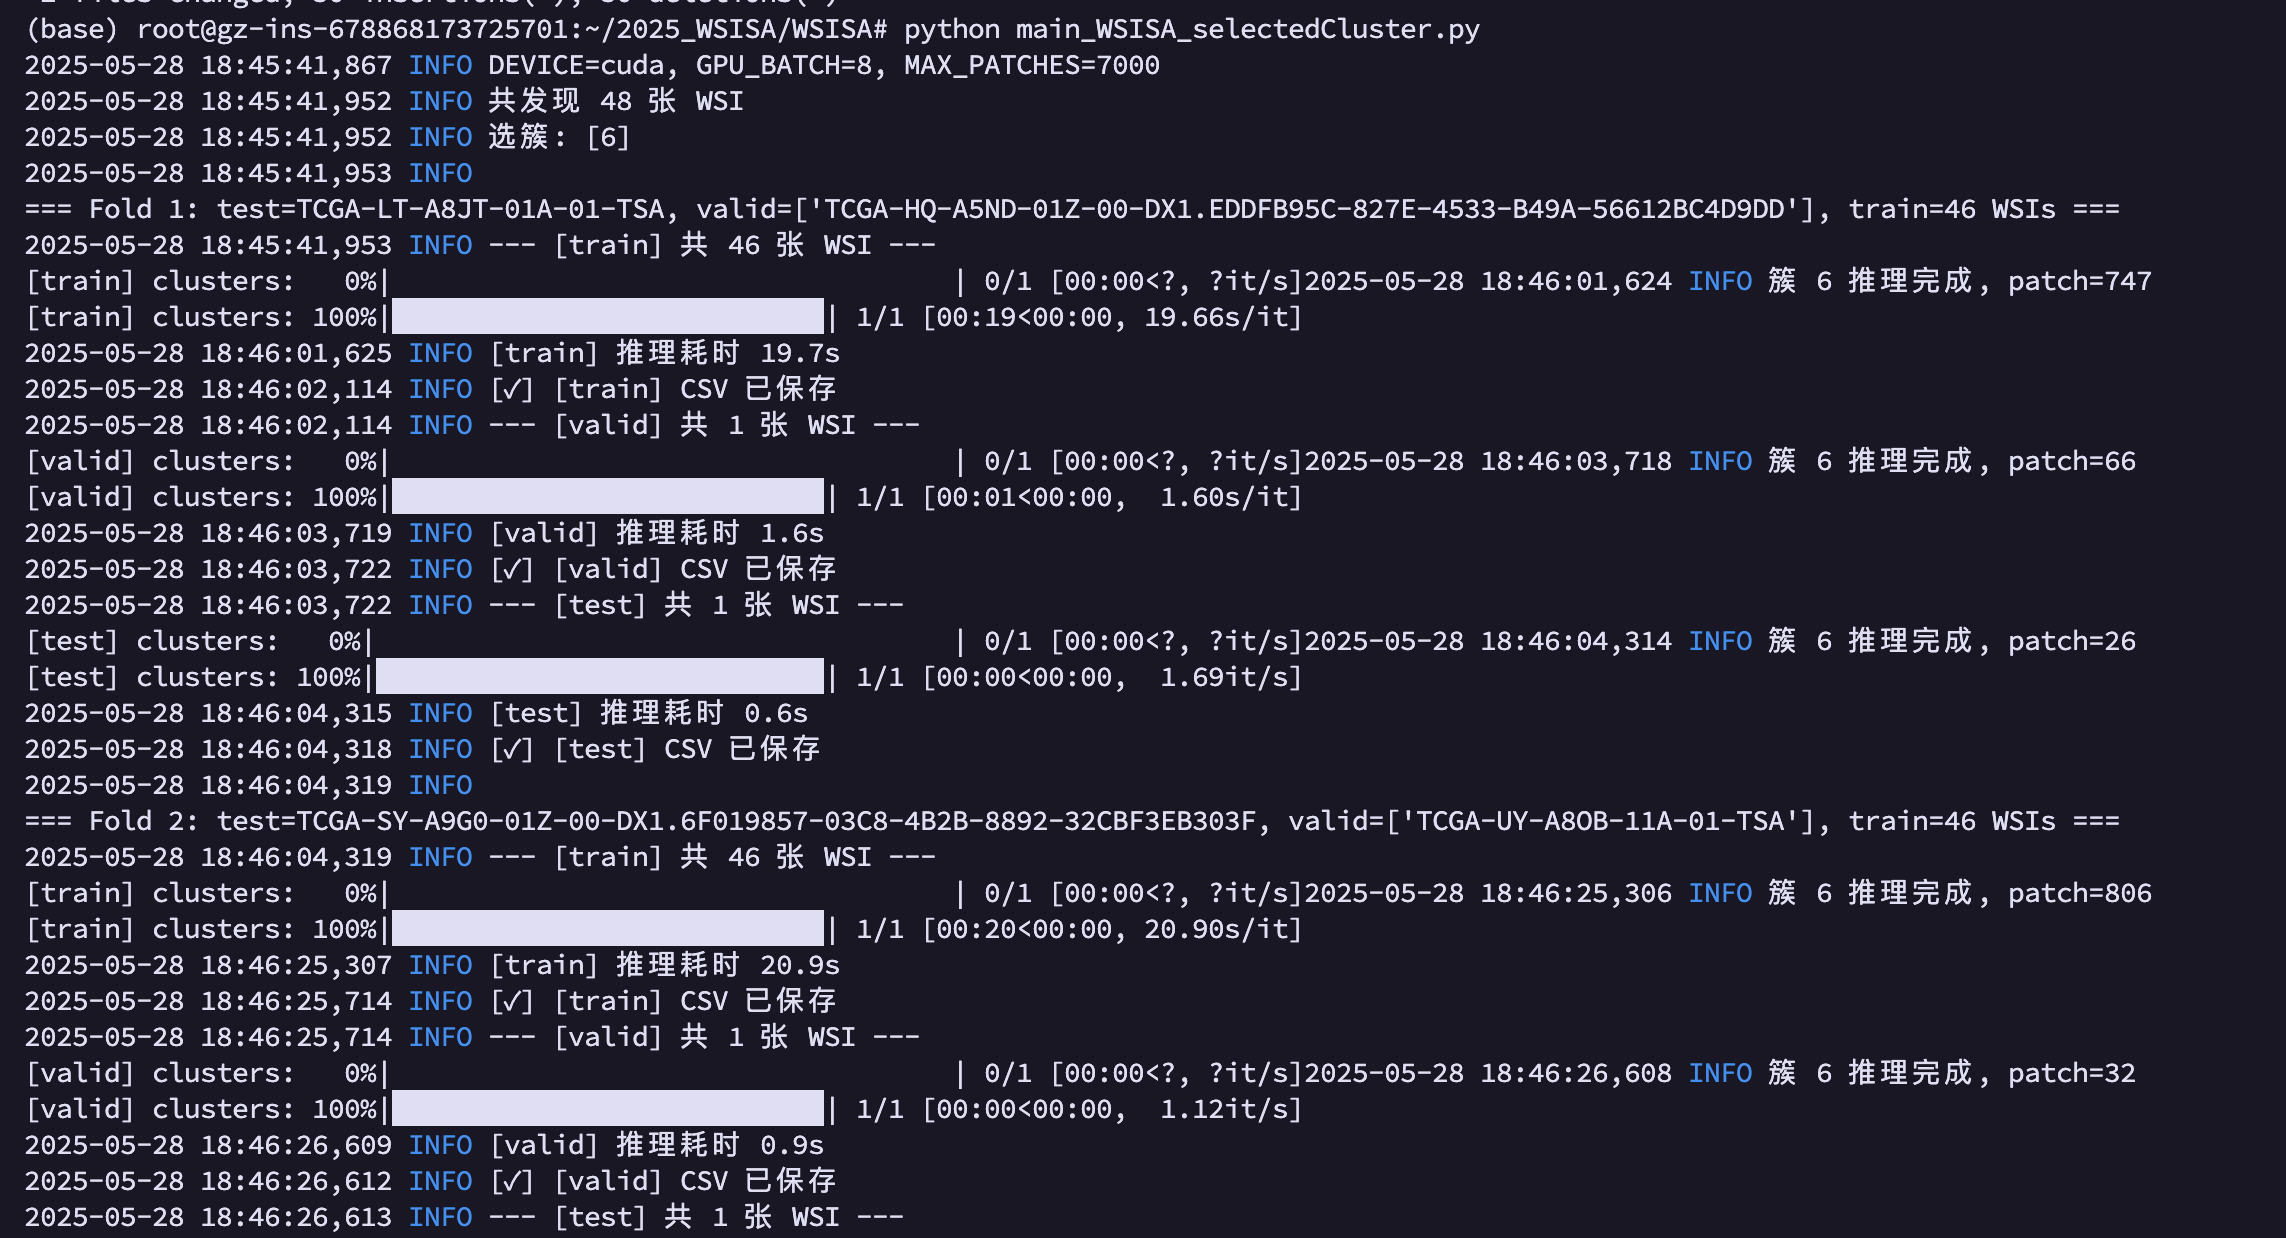 2 files changed, 30 insertions(+), 30 deletions(-)
(base) root@gz-ins-678868173725701:~/2025_WSISA/WSISA# python main_WSISA_selectedCluster.py
2025-05-28 18:45:41,867 INFO DEVICE=cuda, GPU_BATCH=8, MAX_PATCHES=7000
2025-05-28 18:45:41,952 INFO 共发现 48 张 WSI
2025-05-28 18:45:41,952 INFO 选簇: [6]
2025-05-28 18:45:41,953 INFO
=== Fold 1: test=TCGA-LT-A8JT-01A-01-TSA, valid=['TCGA-HQ-A5ND-01Z-00-DX1.EDDFB95C-827E-4533-B49A-56612BC4D9DD'], train=46 WSIs ===
2025-05-28 18:45:41,953 INFO --- [train] 共 46 张 WSI ---
[train] clusters:   0%|                                   | 0/1 [00:00<?, ?it/s]2025-05-28 18:46:01,624 INFO 簇 6 推理完成, patch=747
[train] clusters: 100%|███████████████████████████| 1/1 [00:19<00:00, 19.66s/it]
2025-05-28 18:46:01,625 INFO [train] 推理耗时 19.7s
2025-05-28 18:46:02,114 INFO [✓] [train] CSV 已保存
2025-05-28 18:46:02,114 INFO --- [valid] 共 1 张 WSI ---
[valid] clusters:   0%|                                   | 0/1 [00:00<?, ?it/s]2025-05-28 18:46:03,718 INFO 簇 6 推理完成, patch=66
[valid] clusters: 100%|███████████████████████████| 1/1 [00:01<00:00,  1.60s/it]
2025-05-28 18:46:03,719 INFO [valid] 推理耗时 1.6s
2025-05-28 18:46:03,722 INFO [✓] [valid] CSV 已保存
2025-05-28 18:46:03,722 INFO --- [test] 共 1 张 WSI ---
[test] clusters:   0%|                                    | 0/1 [00:00<?, ?it/s]2025-05-28 18:46:04,314 INFO 簇 6 推理完成, patch=26
[test] clusters: 100%|████████████████████████████| 1/1 [00:00<00:00,  1.69it/s]
2025-05-28 18:46:04,315 INFO [test] 推理耗时 0.6s
2025-05-28 18:46:04,318 INFO [✓] [test] CSV 已保存
2025-05-28 18:46:04,319 INFO
=== Fold 2: test=TCGA-SY-A9G0-01Z-00-DX1.6F019857-03C8-4B2B-8892-32CBF3EB303F, valid=['TCGA-UY-A8OB-11A-01-TSA'], train=46 WSIs ===
2025-05-28 18:46:04,319 INFO --- [train] 共 46 张 WSI ---
[train] clusters:   0%|                                   | 0/1 [00:00<?, ?it/s]2025-05-28 18:46:25,306 INFO 簇 6 推理完成, patch=806
[train] clusters: 100%|███████████████████████████| 1/1 [00:20<00:00, 20.90s/it]
2025-05-28 18:46:25,307 INFO [train] 推理耗时 20.9s
2025-05-28 18:46:25,714 INFO [✓] [train] CSV 已保存
2025-05-28 18:46:25,714 INFO --- [valid] 共 1 张 WSI ---
[valid] clusters:   0%|                                   | 0/1 [00:00<?, ?it/s]2025-05-28 18:46:26,608 INFO 簇 6 推理完成, patch=32
[valid] clusters: 100%|███████████████████████████| 1/1 [00:00<00:00,  1.12it/s]
2025-05-28 18:46:26,609 INFO [valid] 推理耗时 0.9s
2025-05-28 18:46:26,612 INFO [✓] [valid] CSV 已保存
2025-05-28 18:46:26,613 INFO --- [test] 共 1 张 WSI ---